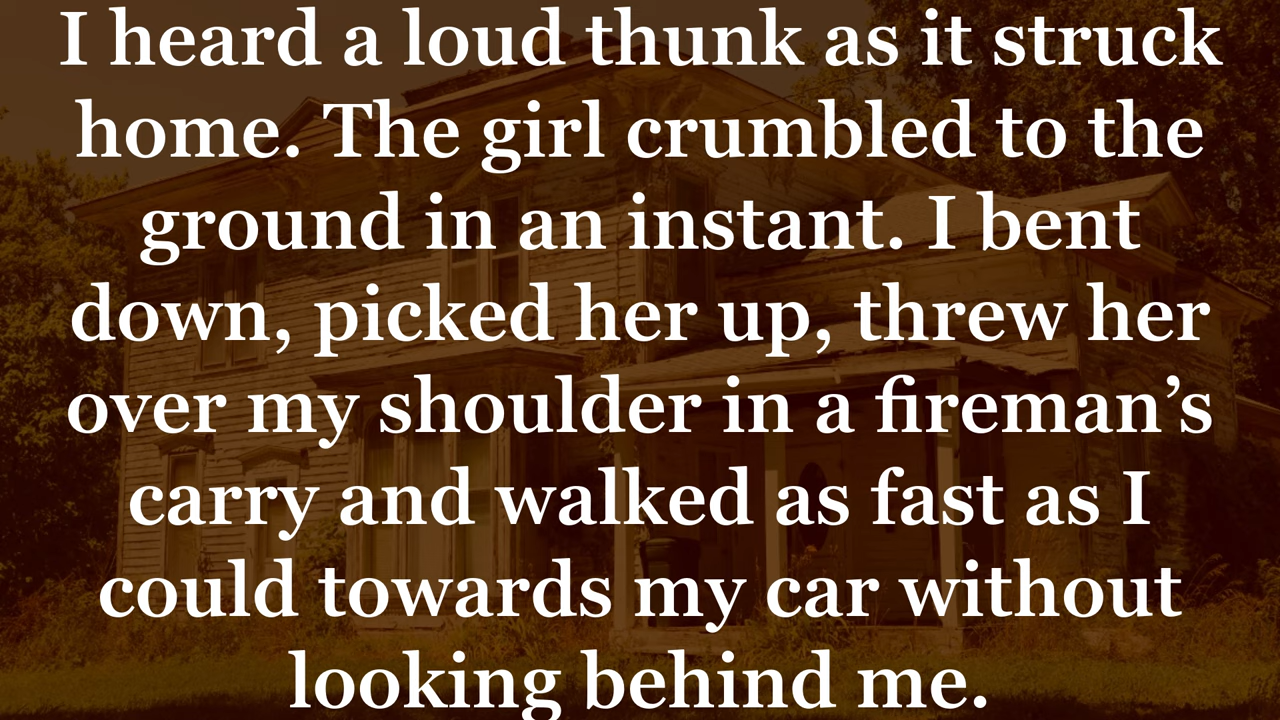 I heard a loud thunk as it struck
home. The girl crumbled to the
ground in an instant. I bent
down, picked her up, threw her
over my shoulder in a fireman’s
carry and walked as fast as I
could towards my car without
looking behind me.